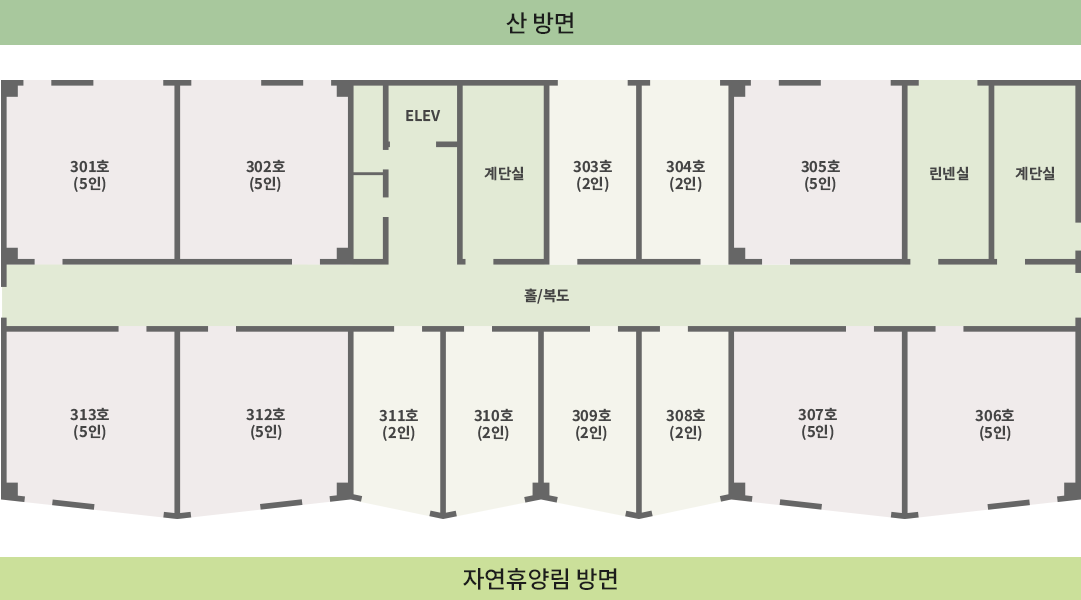 산 방면
ELEV
301호
(5인)
302호
(5인)
계단실
303호
(2인)
304호
(2인)
305호
(5인)
린넨실
계단실
홀/복도
313호
(5인)
312호
(5인)
311호
(2인)
310호
(2인)
309호
(2인)
308호
(2인)
307호
(5인)
306호
(5인)
자연휴양림 방면